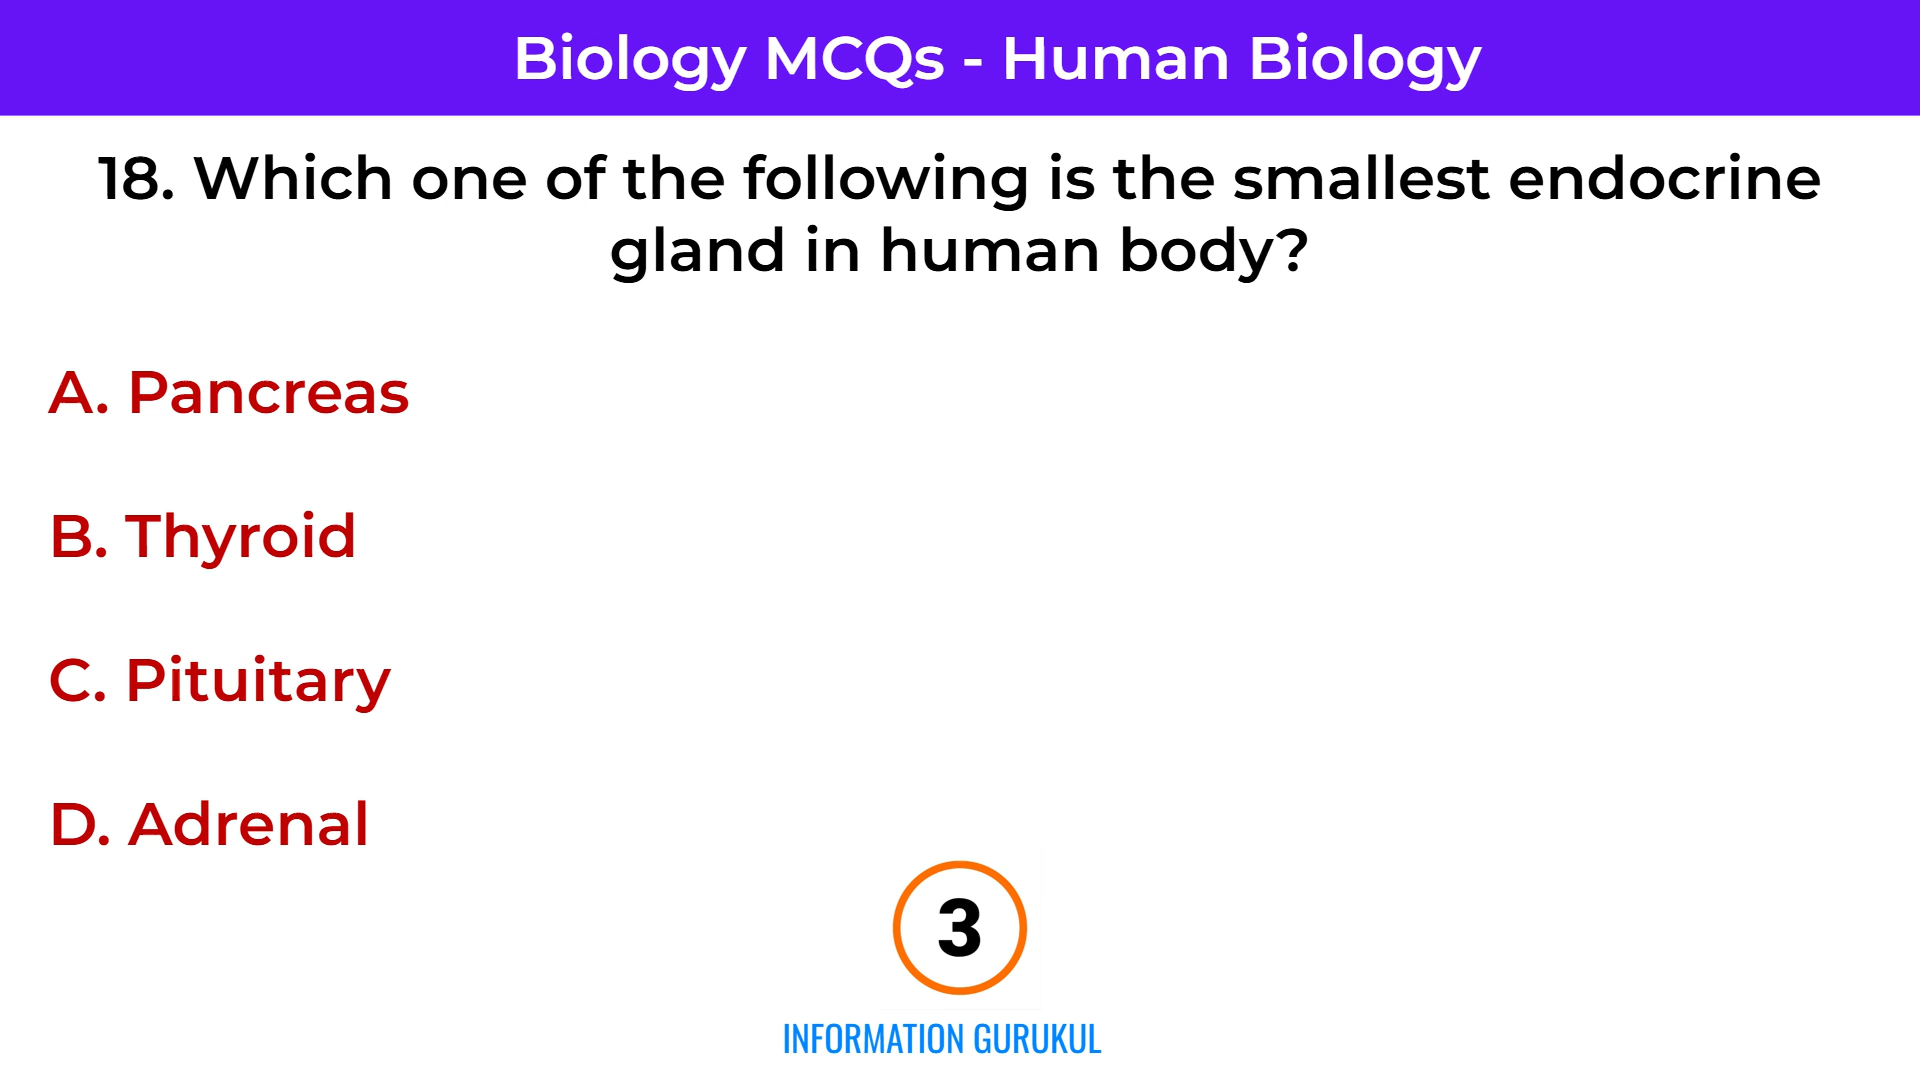 Biology MCQs - Human Biology
18. Which one of the following is the smallest endocrine
gland in human body?
A. Pancreas
B. Thyroid
C. Pituitary
D. Adrenal
3
INFORMATION GURUKUL